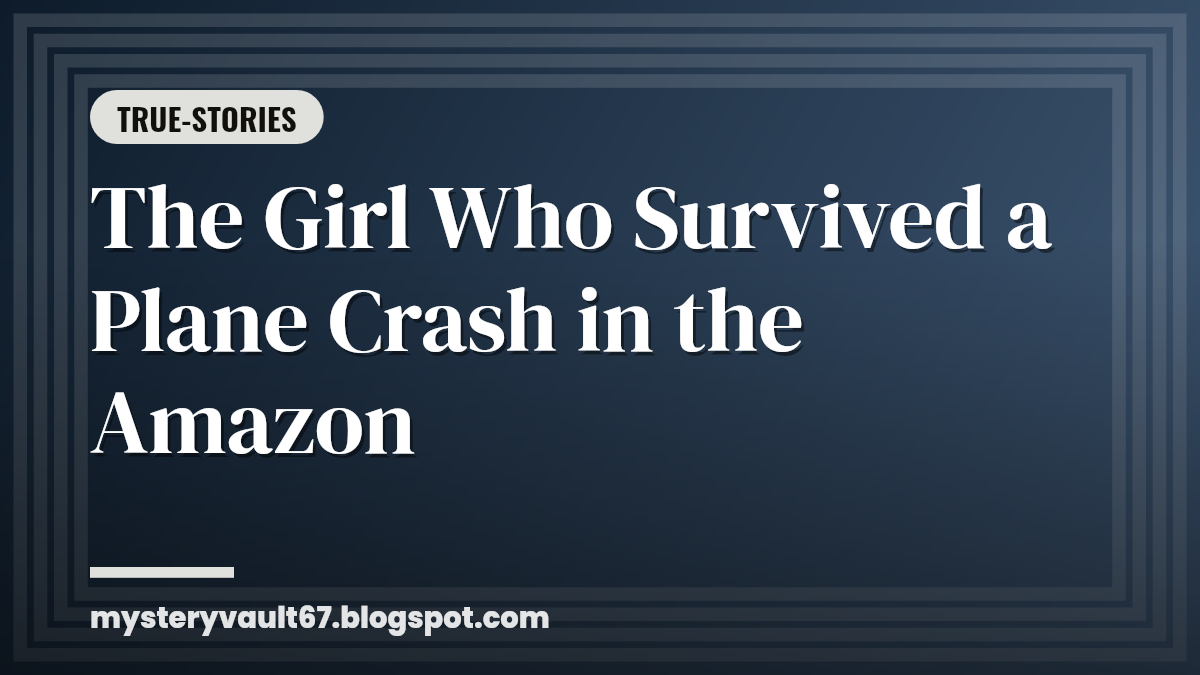 TRUE-STORIES
The Girl Who Survived a
Plane Crash in the
Amazon
mysteryvault67.blogspot.com